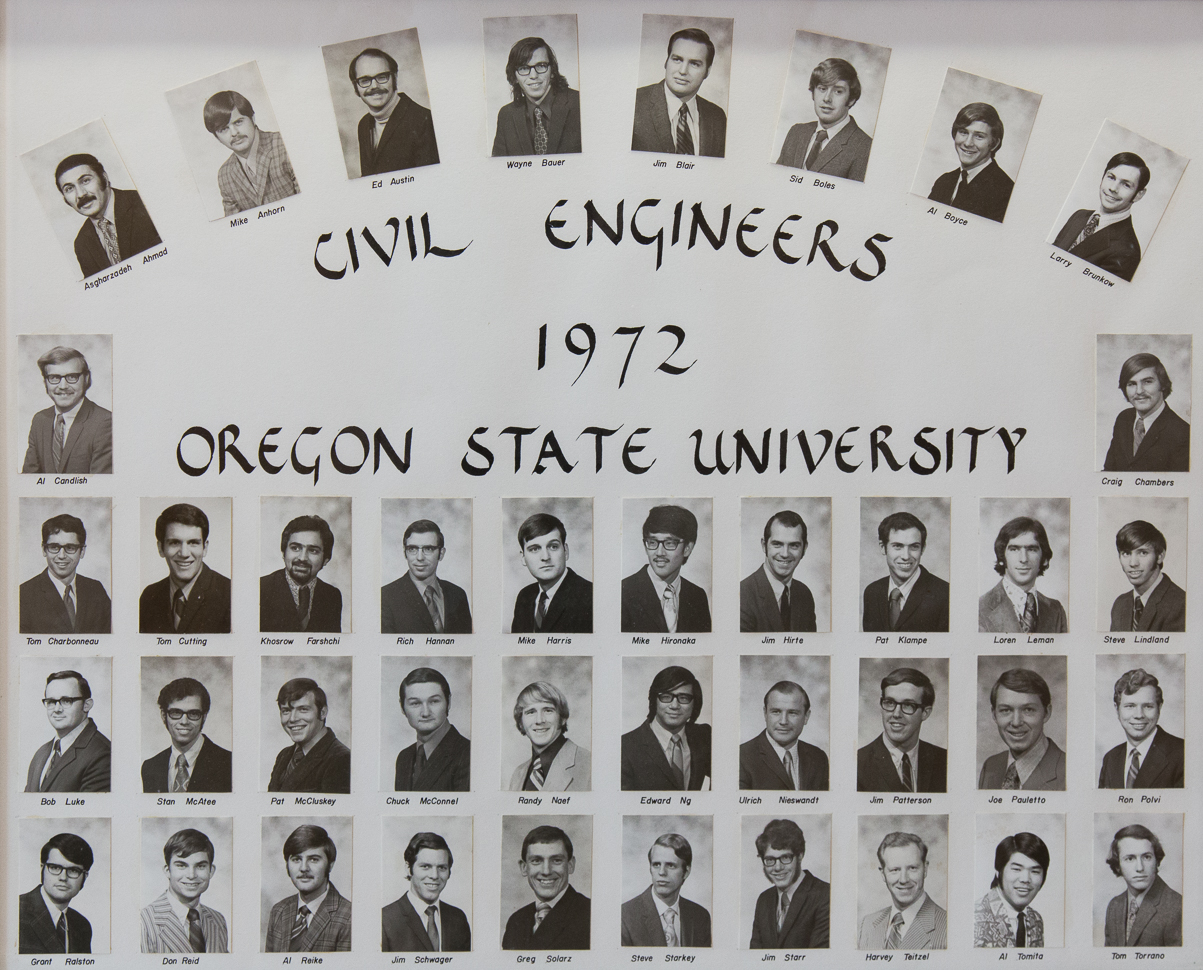 Asgharzadeh Ahmad
Mike Anhorn
Ed Austin
Wayne Bauer
Jim Blair
Sid Boles
Al Boyce
Larry Brunkow
CIVIL ENGINEERS
1972
OREGON STATE UNIVERSITY
Al Candlish
Craig Chambers
Tom Charbonneau
Tom Cutting
Khosrow Farshchi
Rich Hannan
Mike Harris
Mike Hironaka
Jim Hirte
Pat Klampe
Loren Leman
Steve Lindland
Bob Luke
Stan McAtee
Pat McCluskey
Chuck McConnel
Randy Naef
Edward Ng
Ulrich Nieswandt
Jim Patterson
Joe Pauletto
Ron Polvi
Grant Ralston
Don Reid
Al Reike
Jim Schwager
Greg Solarz
Steve Starkey
Jim Starr
Harvey Teitzel
Al Tomita
Tom Torrano